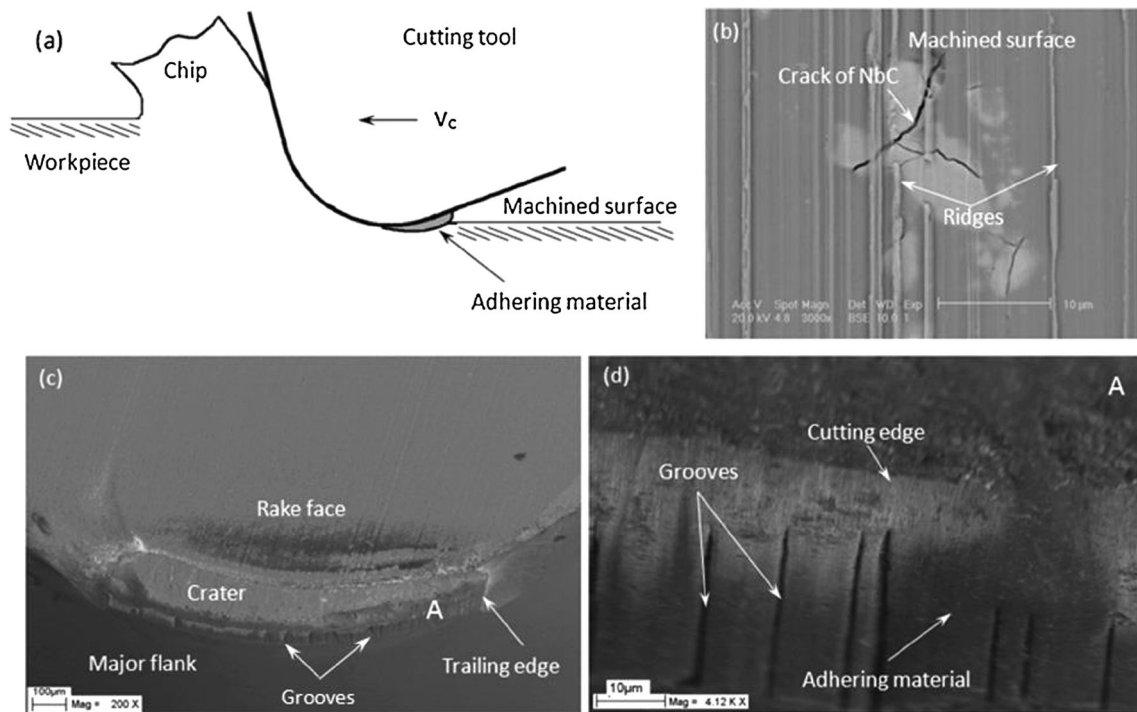 (a)
Cutting tool
Chip
Vc
Workpiece
Machined surface
Adhering material
(b)
Machined surface
Crack of NbC
Ridges
Acc.V Spot Magn Det WD Exp
20.0 kV 4.8 3000x BSE 10.0 1
10 µm
(c)
Rake face
Crater
A
Major flank
Trailing edge
Grooves
100µm
Mag = 200 X
(d)
A
Cutting edge
Grooves
Adhering material
10µm
Mag = 4.12 K X